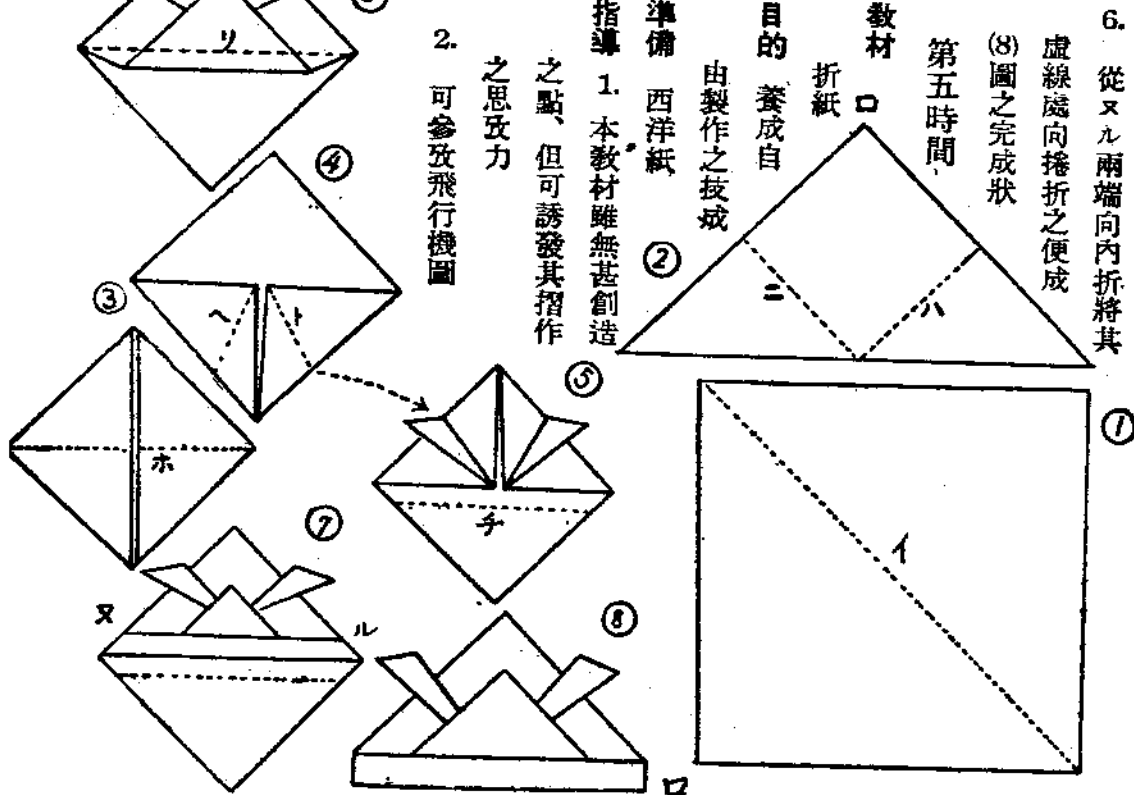 6. 從ヌル兩端向內折將其
虛線處向捲折之便成
(8)圖之完成狀
第五時間
教材 ロ
折紙
目的 養成自
由製作之技成
準備 西洋紙
指導 1. 本教材雖無甚創造
之點、但可誘發其摺作
之思攷力
2. 可參攷飛行機圖
①
イ
②
ニ
ハ
③
ホ
④
ヘ
ト
⑤
チ
リ
⑦
ヌ
ル
⑧
ロ